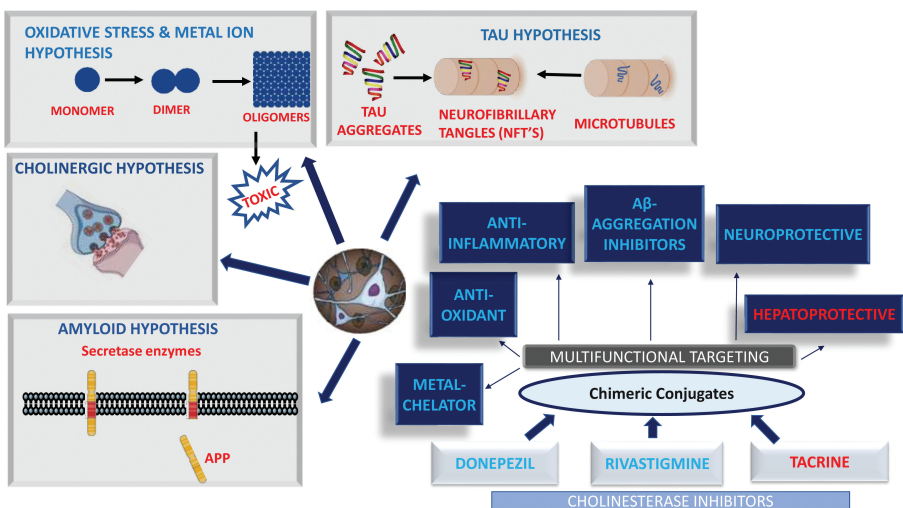 OXIDATIVE STRESS & METAL ION
HYPOTHESIS
MONOMER
DIMER
OLIGOMERS
TOXIC
TAU HYPOTHESIS
TAU
AGGREGATES
NEUROFIBRILLARY
TANGLES (NFT'S)
MICROTUBULES
CHOLINERGIC HYPOTHESIS
AMYLOID HYPOTHESIS
Secretase enzymes
APP
ANTI-
INFLAMMATORY
Aβ-
AGGREGATION
INHIBITORS
NEUROPROTECTIVE
ANTI-
OXIDANT
HEPATOPROTECTIVE
METAL-
CHELATOR
MULTIFUNCTIONAL TARGETING
Chimeric Conjugates
DONEPEZIL
RIVASTIGMINE
TACRINE
CHOLINESTERASE INHIBITORS